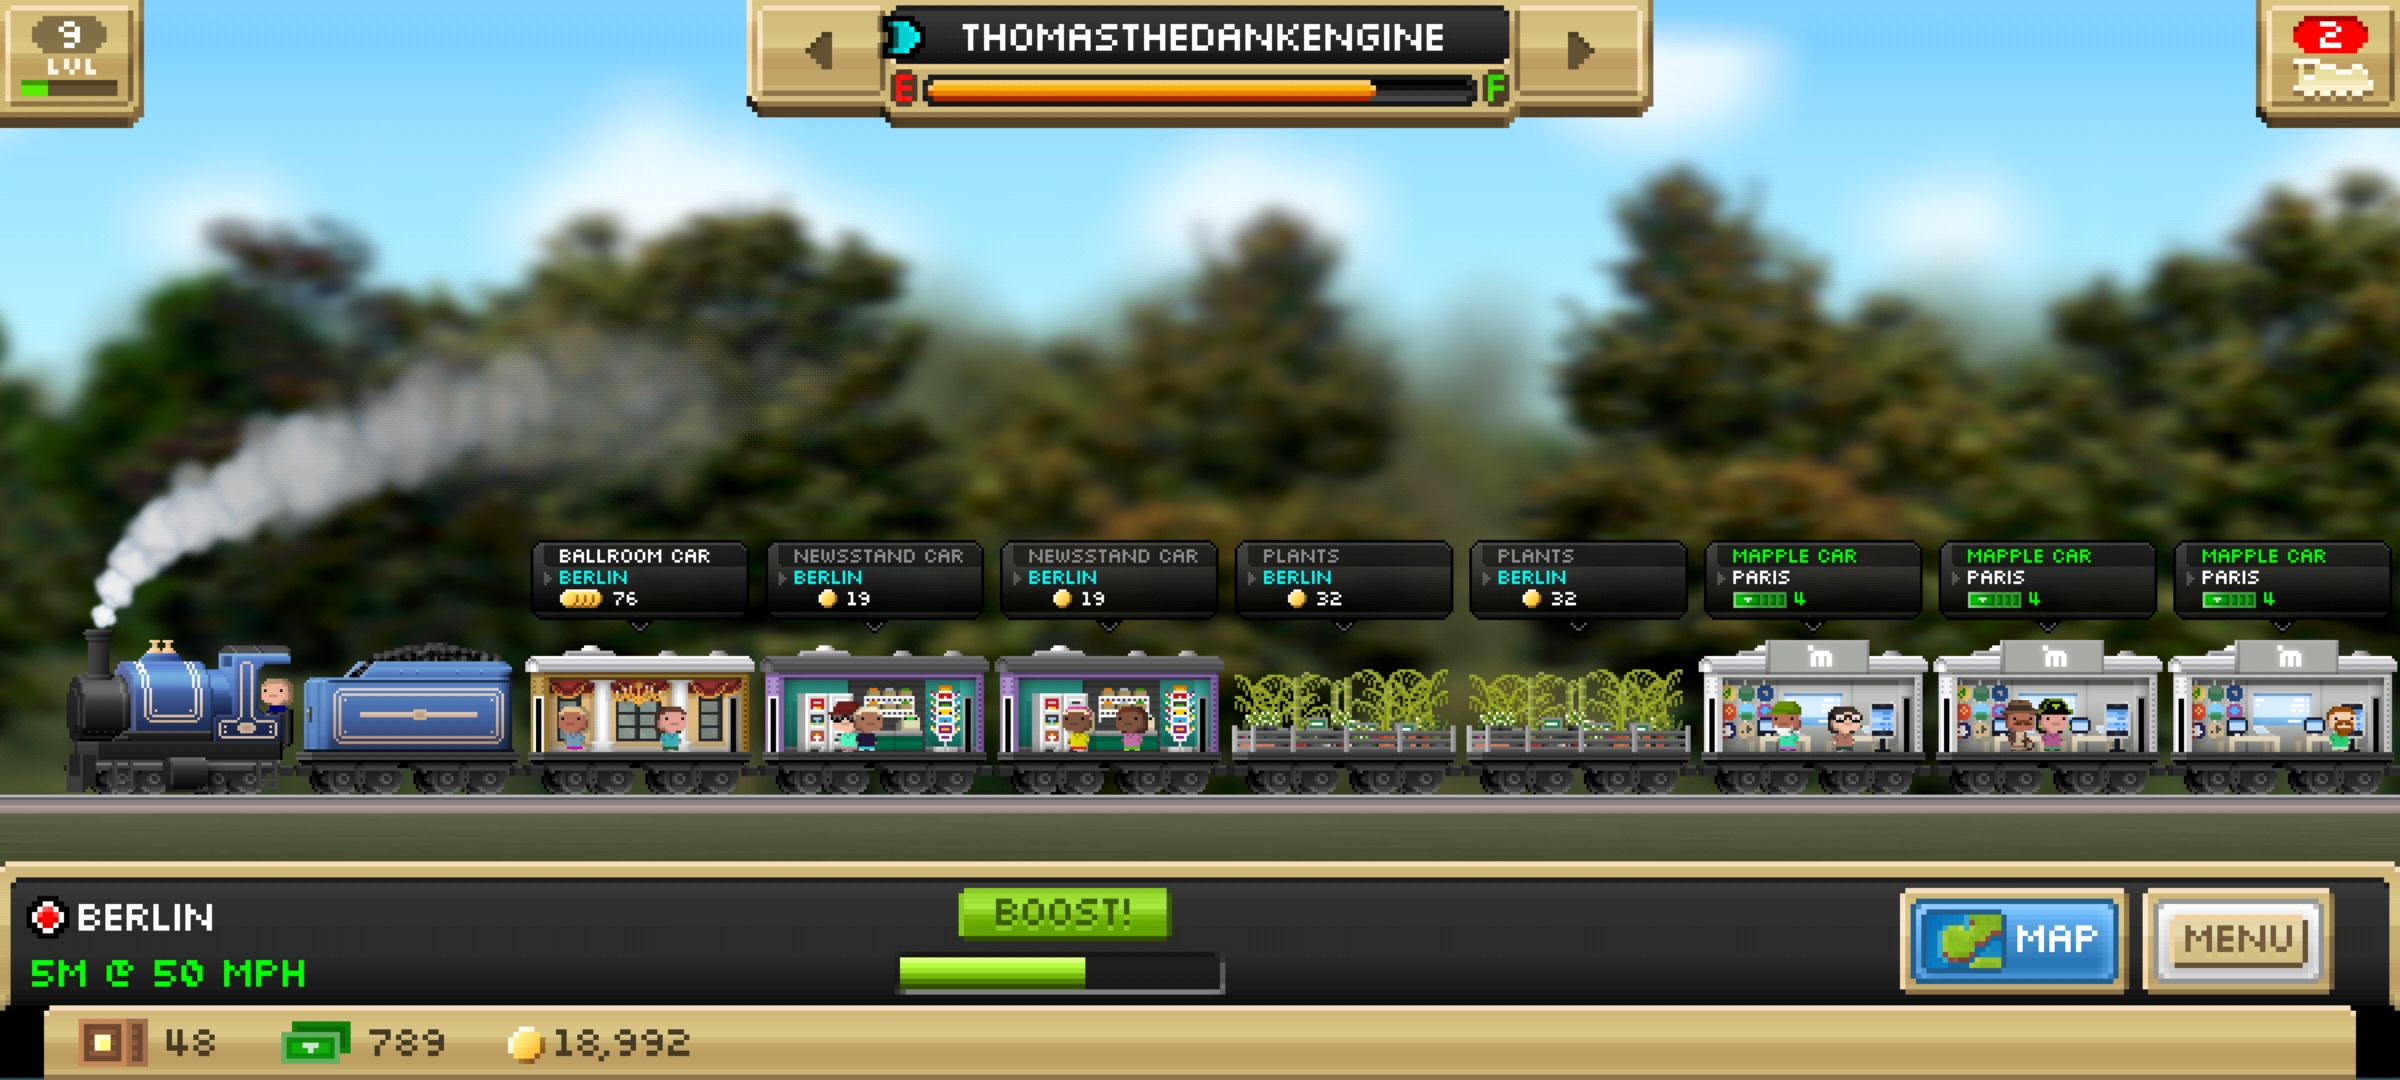 9
LVL
THOMASTHEDANKENGINE
E F
2
BALLROOM CAR
BERLIN
76
NEWSSTAND CAR
BERLIN
19
NEWSSTAND CAR
BERLIN
19
PLANTS
BERLIN
32
PLANTS
BERLIN
32
MAPPLE CAR
PARIS
4
MAPPLE CAR
PARIS
4
MAPPLE CAR
PARIS
4
m
m
m
BERLIN
5M @ 50 MPH
BOOST!
MAP
MENU
48
789
18,992